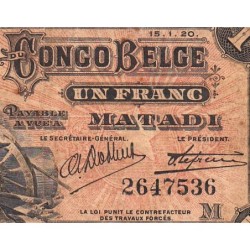 15.1.20.
DU CONGO BELGE
UN FRANC
PAYABLE MATADI
A VUE A
LE SECRÉTAIRE-GÉNÉRAL. LE PRÉSIDENT.
2647536
M
LA LOI PUNIT LE CONTREFACTEUR
DES TRAVAUX FORCÉS.